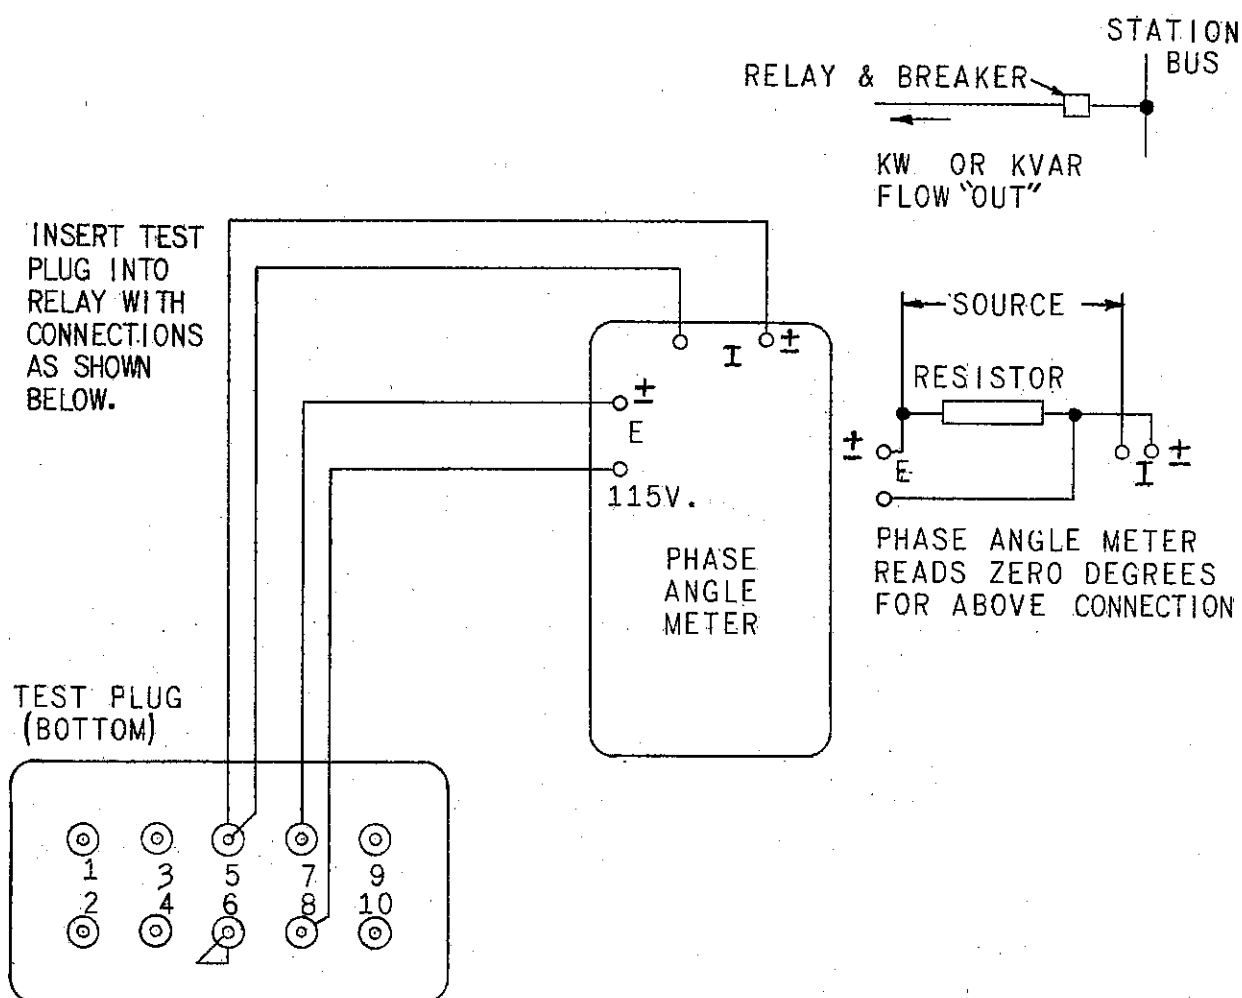 STATION
BUS
RELAY & BREAKER
KW OR KVAR
FLOW "OUT"
INSERT TEST
PLUG INTO
RELAY WITH
CONNECTIONS
AS SHOWN
BELOW.
I ±
±
E
115V.
PHASE
ANGLE
METER
SOURCE
RESISTOR
±
E
I ±
PHASE ANGLE METER
READS ZERO DEGREES
FOR ABOVE CONNECTION
TEST PLUG
(BOTTOM)
1 3 5 7 9
2 4 6 8 10